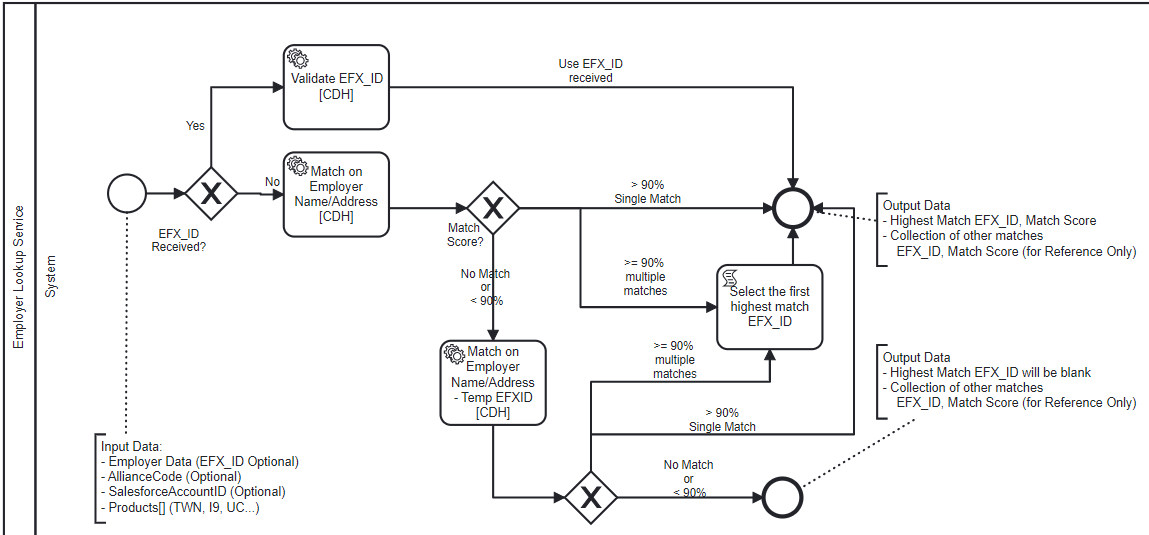 Employer Lookup Service
System
Validate EFX_ID
[CDH]
Use EFX_ID
received
Yes
No
Match on
Employer
Name/Address
[CDH]
EFX_ID
Received?
Match
Score?
> 90%
Single Match
Output Data
- Highest Match EFX_ID, Match Score
- Collection of other matches
EFX_ID, Match Score (for Reference Only)
No Match
or
< 90%
>= 90%
multiple
matches
Select the first
highest match
EFX_ID
Match on
Employer
Name/Address
- Temp EFXID
[CDH]
>= 90%
multiple
matches
Output Data
- Highest Match EFX_ID will be blank
- Collection of other matches
EFX_ID, Match Score (for Reference Only)
> 90%
Single Match
Input Data:
- Employer Data (EFX_ID Optional)
- AllianceCode (Optional)
- SalesforceAccountID (Optional)
- Products[] (TWN, I9, UC...)
No Match
or
< 90%